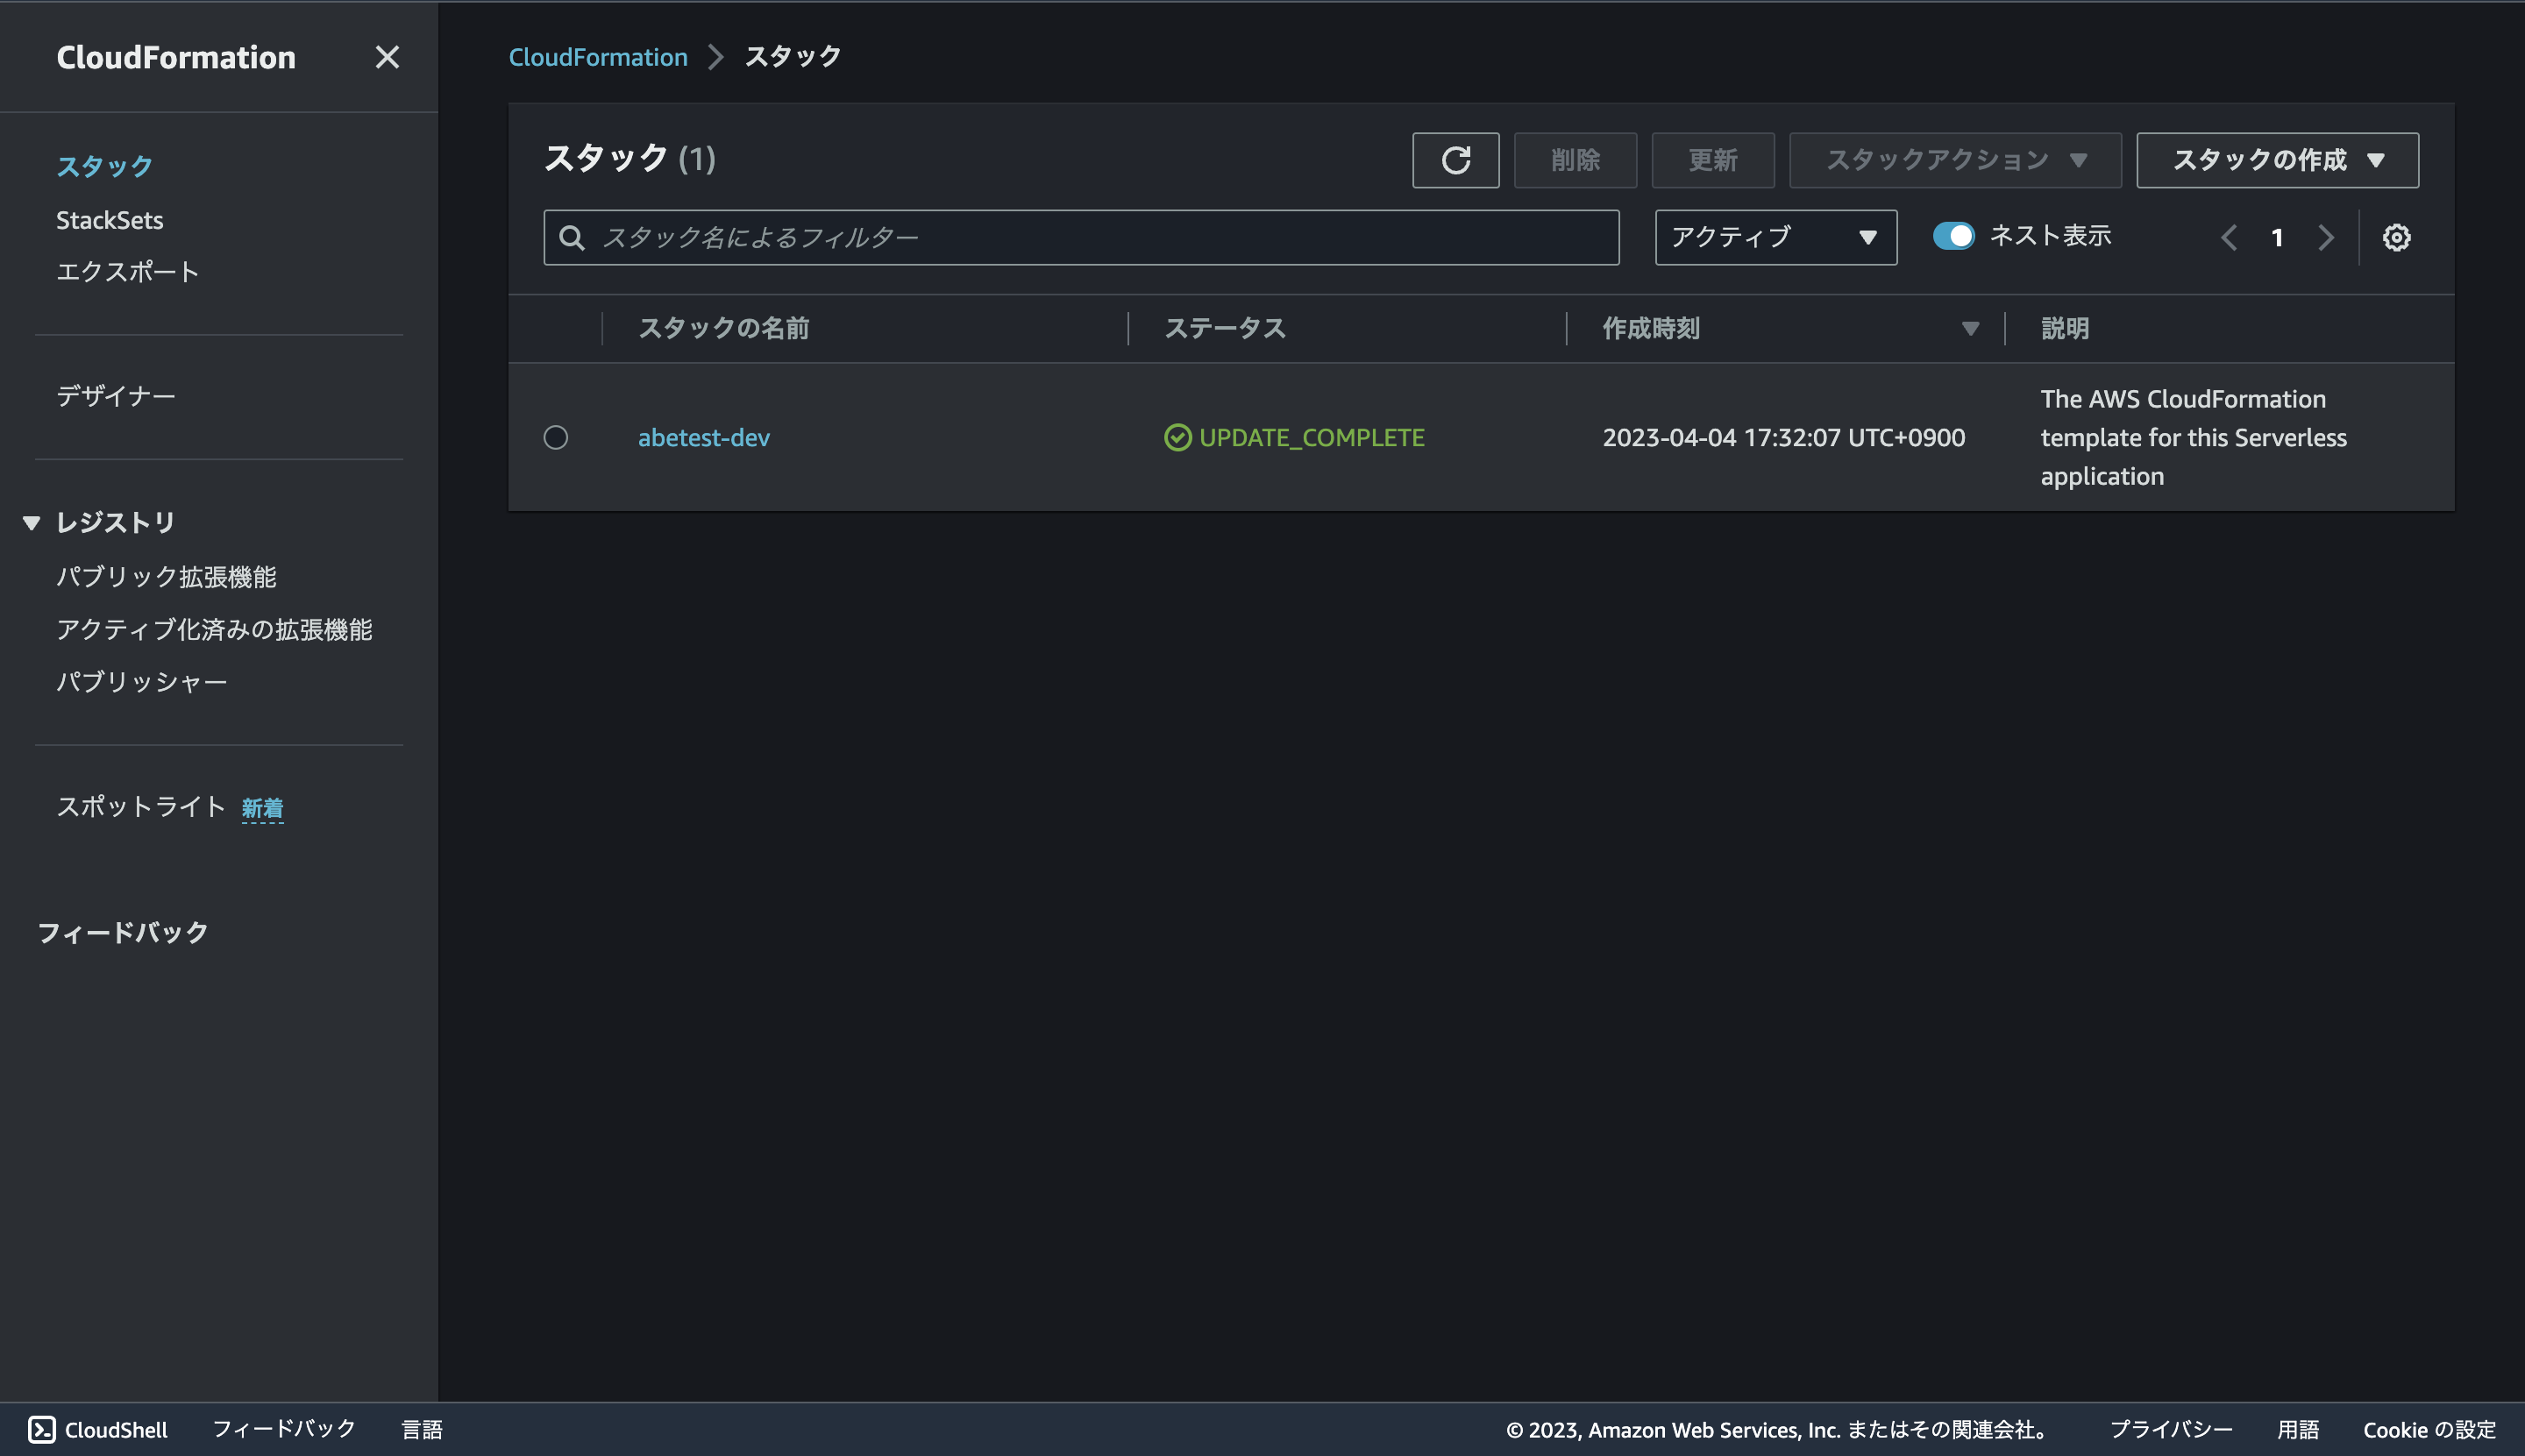 CloudFormation
スタック
StackSets
エクスポート
デザイナー
レジストリ
パブリック拡張機能
アクティブ化済みの拡張機能
パブリッシャー
スポットライト 新着
フィードバック
CloudFormation スタック
スタック (1)
削除 更新 スタックアクション スタックの作成
スタック名によるフィルター アクティブ ネスト表示 1
スタックの名前 ステータス 作成時刻 説明
abetest-dev UPDATE_COMPLETE 2023-04-04 17:32:07 UTC+0900
The AWS CloudFormation
template for this Serverless
application
CloudShell フィードバック 言語 © 2023, Amazon Web Services, Inc. またはその関連会社。 プライバシー 用語 Cookie の設定